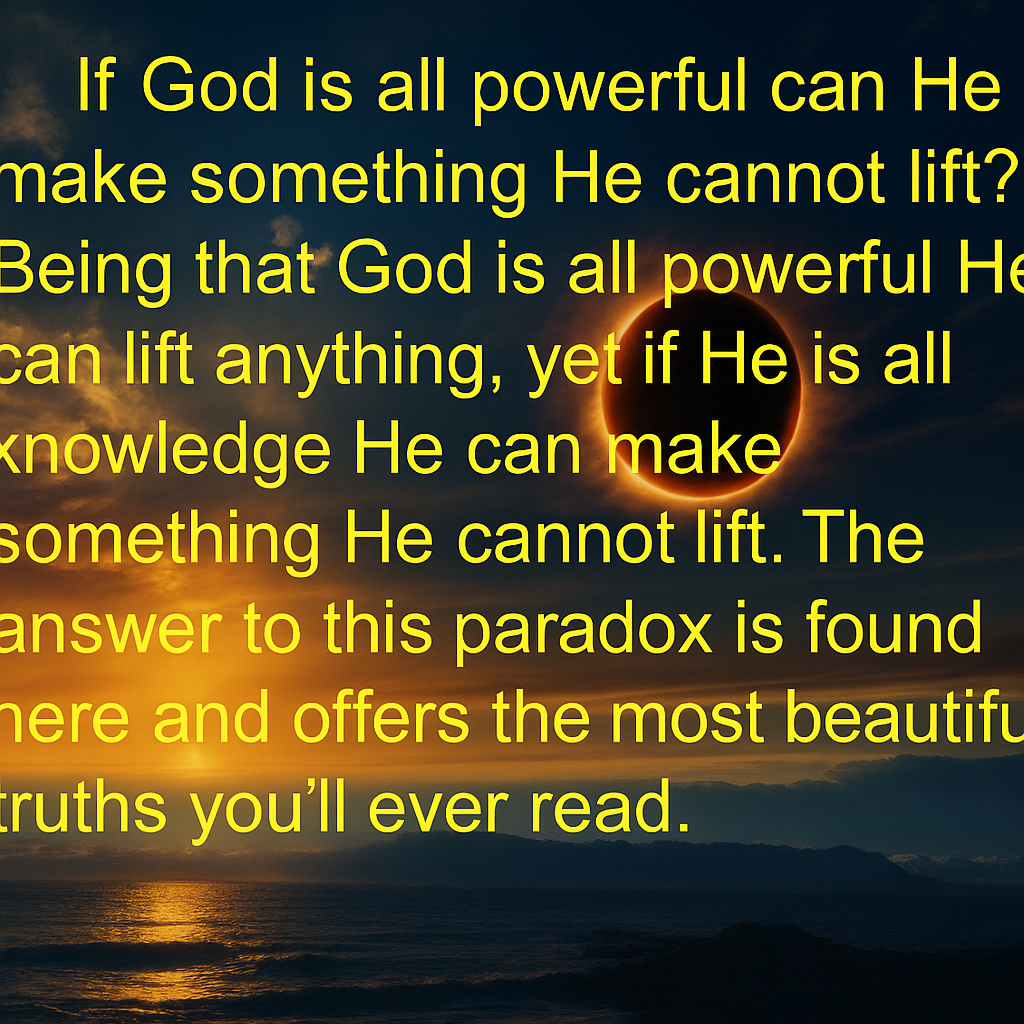 If God is all powerful can He
make something He cannot lift?
Being that God is all powerful He
can lift anything, yet if He is all
knowledge He can make
something He cannot lift. The
answer to this paradox is found
here and offers the most beautifu
truths you’ll ever read.